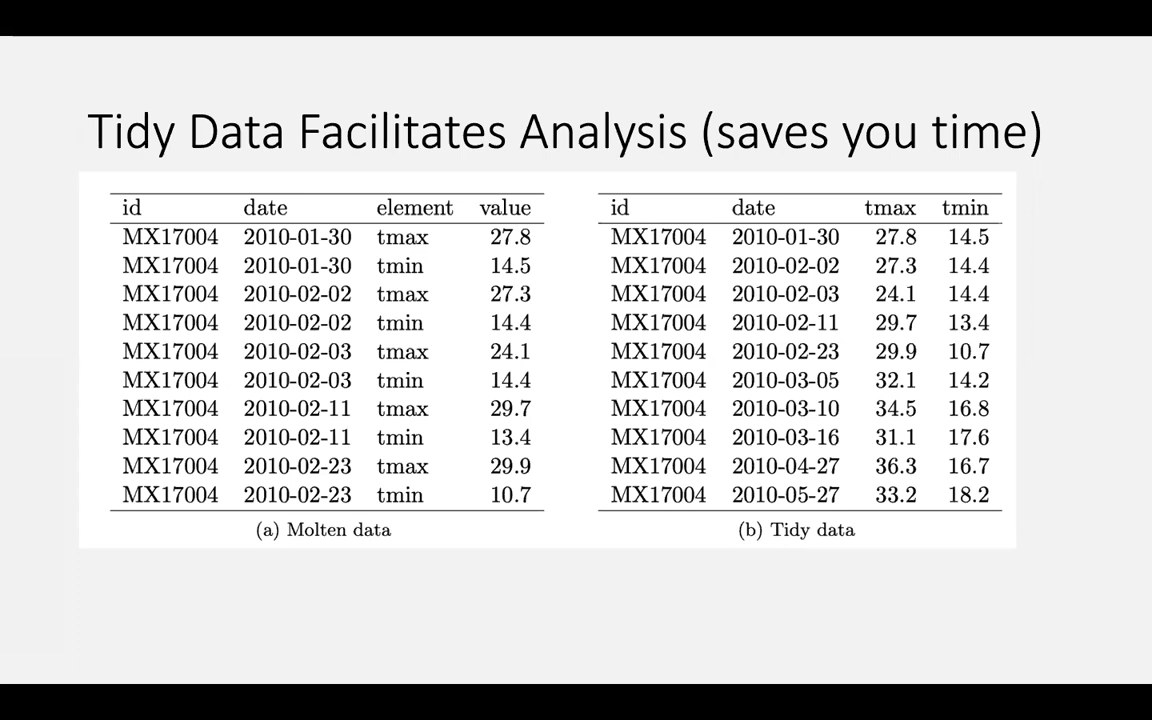 Tidy Data Facilitates Analysis (saves you time)
id date element value
MX17004 2010-01-30 tmax 27.8
MX17004 2010-01-30 tmin 14.5
MX17004 2010-02-02 tmax 27.3
MX17004 2010-02-02 tmin 14.4
MX17004 2010-02-03 tmax 24.1
MX17004 2010-02-03 tmin 14.4
MX17004 2010-02-11 tmax 29.7
MX17004 2010-02-11 tmin 13.4
MX17004 2010-02-23 tmax 29.9
MX17004 2010-02-23 tmin 10.7
(a) Molten data
id date tmax tmin
MX17004 2010-01-30 27.8 14.5
MX17004 2010-02-02 27.3 14.4
MX17004 2010-02-03 24.1 14.4
MX17004 2010-02-11 29.7 13.4
MX17004 2010-02-23 29.9 10.7
MX17004 2010-03-05 32.1 14.2
MX17004 2010-03-10 34.5 16.8
MX17004 2010-03-16 31.1 17.6
MX17004 2010-04-27 36.3 16.7
MX17004 2010-05-27 33.2 18.2
(b) Tidy data